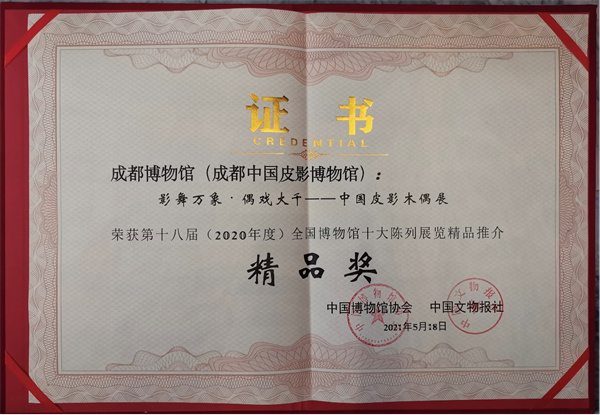 证 书
CREDENTIAL
成都博物馆（成都中国皮影博物馆）：
影舞万象·偶戏大千——中国皮影木偶展
荣获第十八届（2020年度）全国博物馆十大陈列展览精品推介
精品奖
中国博物馆协会 中国文物报社
2021年5月18日